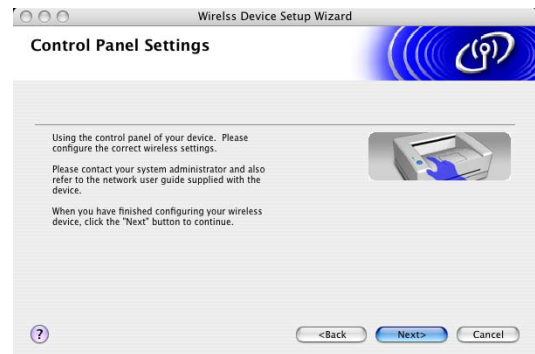 Wirelss Device Setup Wizard
Control Panel Settings
Using the control panel of your device. Please
configure the correct wireless settings.
Please contact your system administrator and also
refer to the network user guide supplied with the
device.
When you have finished configuring your wireless
device, click the "Next" button to continue.
?
<Back Next> Cancel